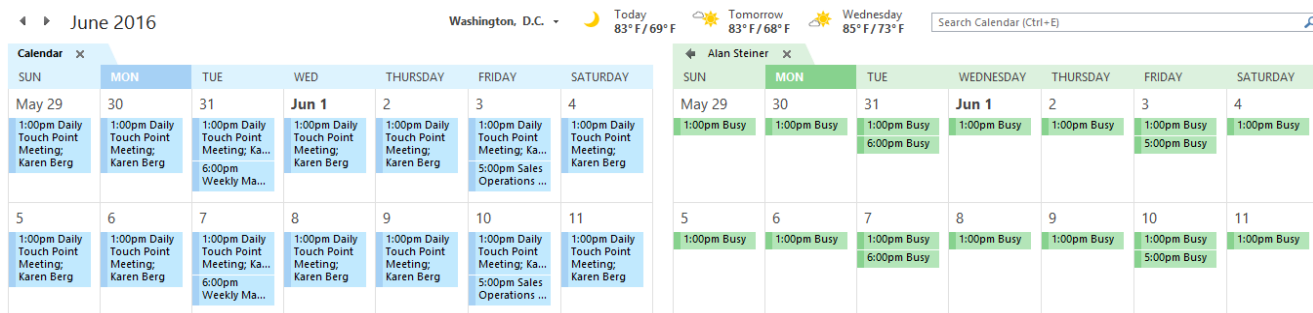 June 2016
Washington, D.C.
Today
83° F / 69° F
Tomorrow
83° F / 68° F
Wednesday
85° F / 73° F
Search Calendar (Ctrl+E)
Calendar
SUN MON TUE WED THURSDAY FRIDAY SATURDAY
May 29 30 31 Jun 1 2 3 4
1:00pm Daily
Touch Point
Meeting;
Karen Berg
1:00pm Daily
Touch Point
Meeting;
Karen Berg
1:00pm Daily
Touch Point
Meeting; Ka...
6:00pm
Weekly Ma...
1:00pm Daily
Touch Point
Meeting;
Karen Berg
1:00pm Daily
Touch Point
Meeting;
Karen Berg
1:00pm Daily
Touch Point
Meeting; Ka...
5:00pm Sales
Operations ...
1:00pm Daily
Touch Point
Meeting;
Karen Berg
5 6 7 8 9 10 11
1:00pm Daily
Touch Point
Meeting;
Karen Berg
1:00pm Daily
Touch Point
Meeting;
Karen Berg
1:00pm Daily
Touch Point
Meeting; Ka...
6:00pm
Weekly Ma...
1:00pm Daily
Touch Point
Meeting;
Karen Berg
1:00pm Daily
Touch Point
Meeting;
Karen Berg
1:00pm Daily
Touch Point
Meeting; Ka...
5:00pm Sales
Operations ...
1:00pm Daily
Touch Point
Meeting;
Karen Berg
Alan Steiner
SUN MON TUE WEDNESDAY THURSDAY FRIDAY SATURDAY
May 29 30 31 Jun 1 2 3 4
1:00pm Busy 1:00pm Busy 1:00pm Busy 1:00pm Busy 1:00pm Busy 1:00pm Busy 1:00pm Busy
6:00pm Busy 5:00pm Busy
5 6 7 8 9 10 11
1:00pm Busy 1:00pm Busy 1:00pm Busy 1:00pm Busy 1:00pm Busy 1:00pm Busy 1:00pm Busy
6:00pm Busy 5:00pm Busy